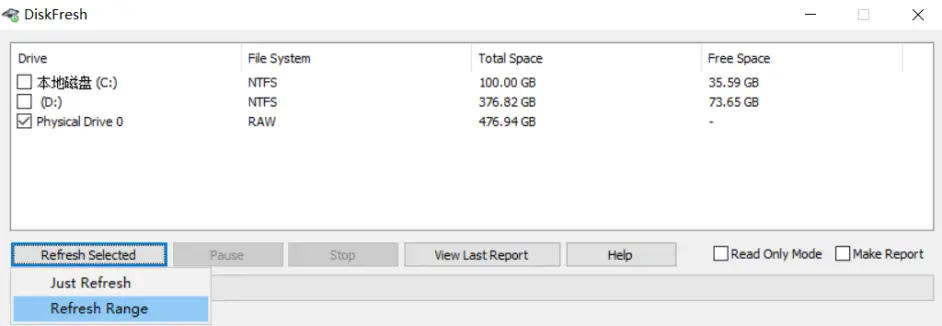 DiskFresh
Drive File System Total Space Free Space
本地磁盘 (C:) NTFS 100.00 GB 35.59 GB
(D:) NTFS 376.82 GB 73.65 GB
Physical Drive 0 RAW 476.94 GB -
Refresh Selected Pause Stop View Last Report Help Read Only Mode Make Report
Just Refresh
Refresh Range